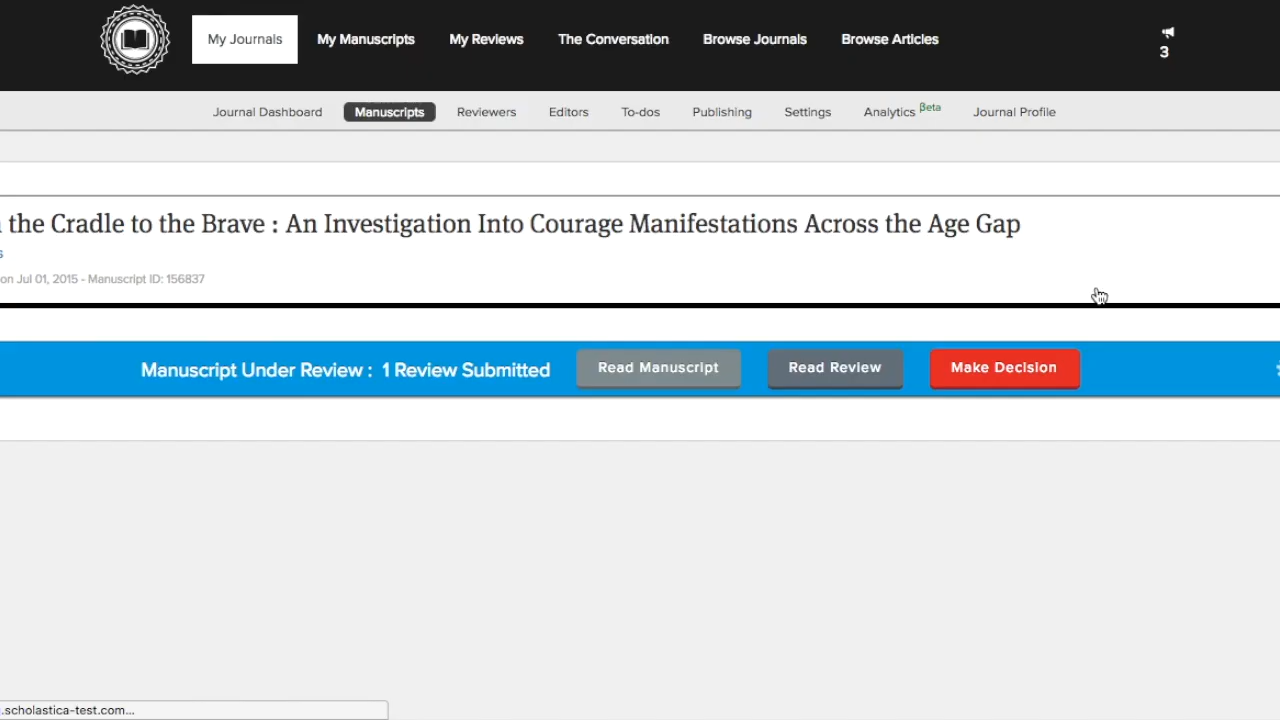 My Journals My Manuscripts My Reviews The Conversation Browse Journals Browse Articles
3
Journal Dashboard Manuscripts Reviewers Editors To-dos Publishing Settings Analytics Beta Journal Profile
the Cradle to the Brave : An Investigation Into Courage Manifestations Across the Age Gap
s
on Jul 01, 2015 - Manuscript ID: 156837
Manuscript Under Review : 1 Review Submitted Read Manuscript Read Review Make Decision
.scholastica-test.com...